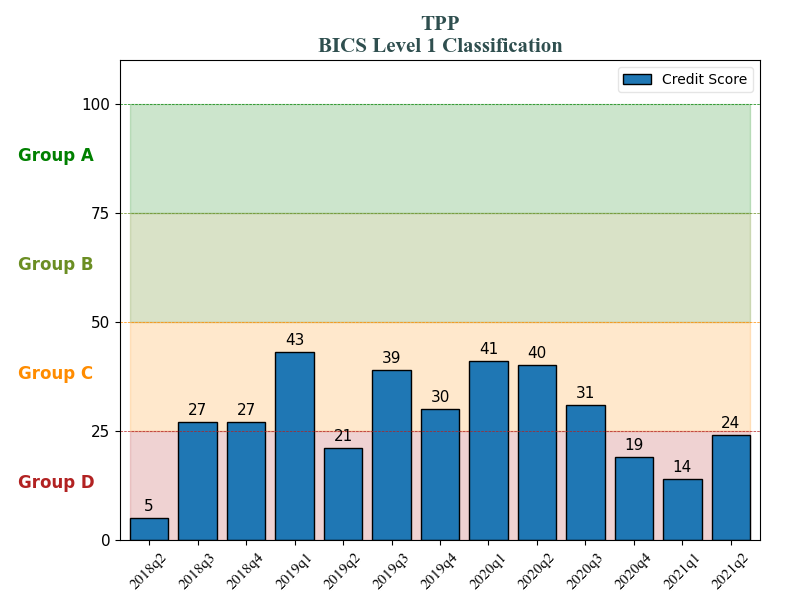 TPP
BICS Level 1 Classification
Credit Score
100
Group A
75
Group B
50
Group C
25
Group D
0
5
27
27
43
21
39
30
41
40
31
19
14
24
2018q2
2018q3
2018q4
2019q1
2019q2
2019q3
2019q4
2020q1
2020q2
2020q3
2020q4
2021q1
2021q2